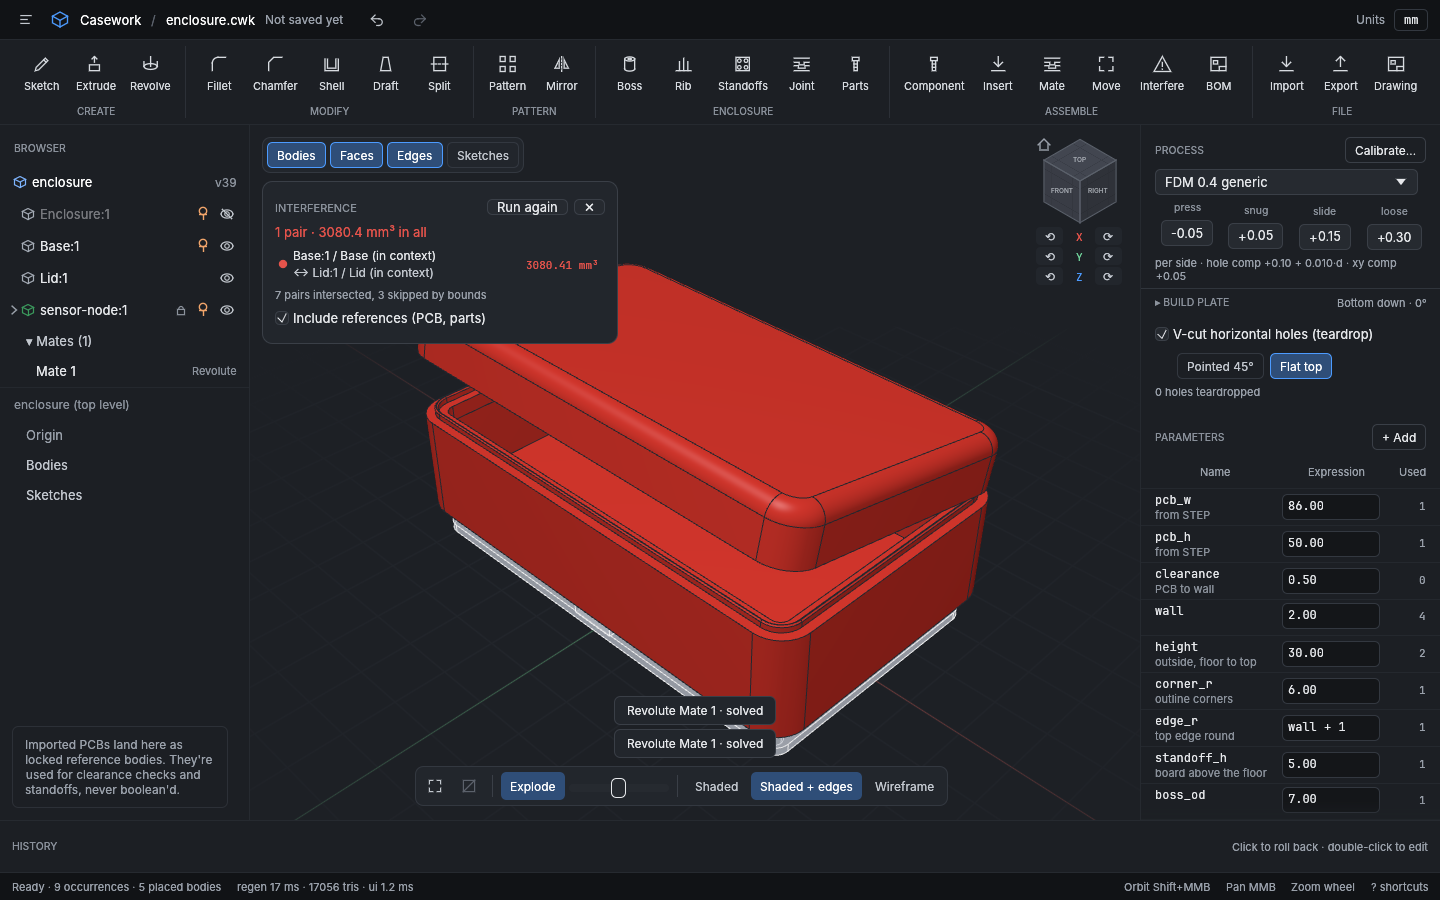 Casework / enclosure.cwk Not saved yet
Units mm
Sketch Extrude Revolve Fillet Chamfer Shell Draft Split Pattern Mirror Boss Rib Standoffs Joint Parts Component Insert Mate Move Interfere BOM Import Export Drawing
CREATE MODIFY PATTERN ENCLOSURE ASSEMBLE FILE
BROWSER
enclosure v39
Enclosure:1
Base:1
Lid:1
sensor-node:1
▾ Mates (1)
Mate 1 Revolute
enclosure (top level)
Origin
Bodies
Sketches
Imported PCBs land here as
locked reference bodies. They're
used for clearance checks and
standoffs, never boolean'd.
Bodies Faces Edges Sketches
INTERFERENCE Run again ✕
1 pair · 3080.4 mm³ in all
Base:1 / Base (in context)
↔ Lid:1 / Lid (in context)
3080.41 mm³
7 pairs intersected, 3 skipped by bounds
Include references (PCB, parts)
TOP
FRONT RIGHT
⟲ X ⟳
⟲ Y ⟳
⟲ Z ⟳
Revolute Mate 1 · solved
Revolute Mate 1 · solved
Explode Shaded Shaded + edges Wireframe
PROCESS Calibrate...
FDM 0.4 generic
press snug slide loose
-0.05 +0.05 +0.15 +0.30
per side · hole comp +0.10 + 0.010·d · xy comp
+0.05
▸ BUILD PLATE Bottom down · 0°
V-cut horizontal holes (teardrop)
Pointed 45° Flat top
0 holes teardropped
PARAMETERS + Add
Name Expression Used
pcb_w 86.00 1
from STEP
pcb_h 50.00 1
from STEP
clearance 0.50 0
PCB to wall
wall 2.00 4
height 30.00 2
outside, floor to top
corner_r 6.00 1
outline corners
edge_r wall + 1 1
top edge round
standoff_h 5.00 1
board above the floor
boss_od 7.00 1
HISTORY Click to roll back · double-click to edit
Ready · 9 occurrences · 5 placed bodies regen 17 ms · 17056 tris · ui 1.2 ms
Orbit Shift+MMB Pan MMB Zoom wheel ? shortcuts